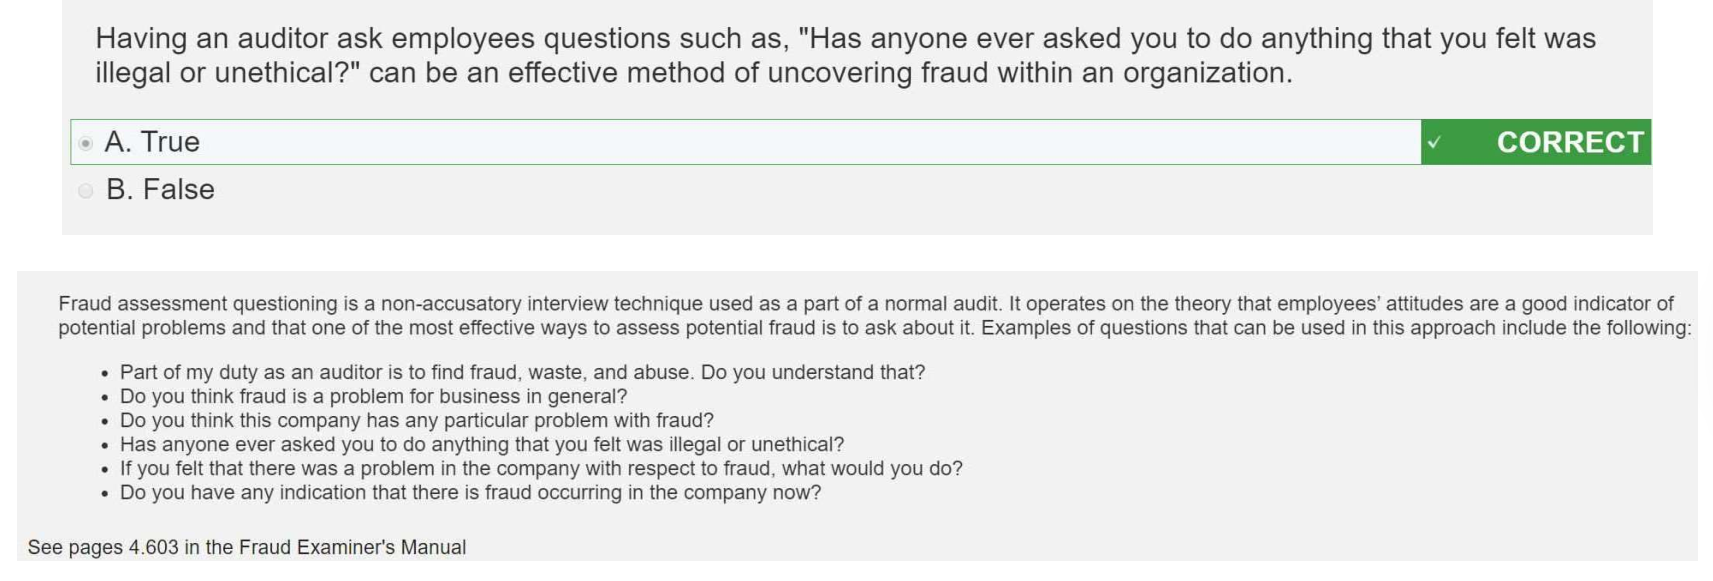 Having an auditor ask employees questions such as, "Has anyone ever asked you to do anything that you felt was
illegal or unethical?" can be an effective method of uncovering fraud within an organization.
A. True
✓ CORRECT
B. False
Fraud assessment questioning is a non-accusatory interview technique used as a part of a normal audit. It operates on the theory that employees’ attitudes are a good indicator of
potential problems and that one of the most effective ways to assess potential fraud is to ask about it. Examples of questions that can be used in this approach include the following:
• Part of my duty as an auditor is to find fraud, waste, and abuse. Do you understand that?
• Do you think fraud is a problem for business in general?
• Do you think this company has any particular problem with fraud?
• Has anyone ever asked you to do anything that you felt was illegal or unethical?
• If you felt that there was a problem in the company with respect to fraud, what would you do?
• Do you have any indication that there is fraud occurring in the company now?
See pages 4.603 in the Fraud Examiner's Manual